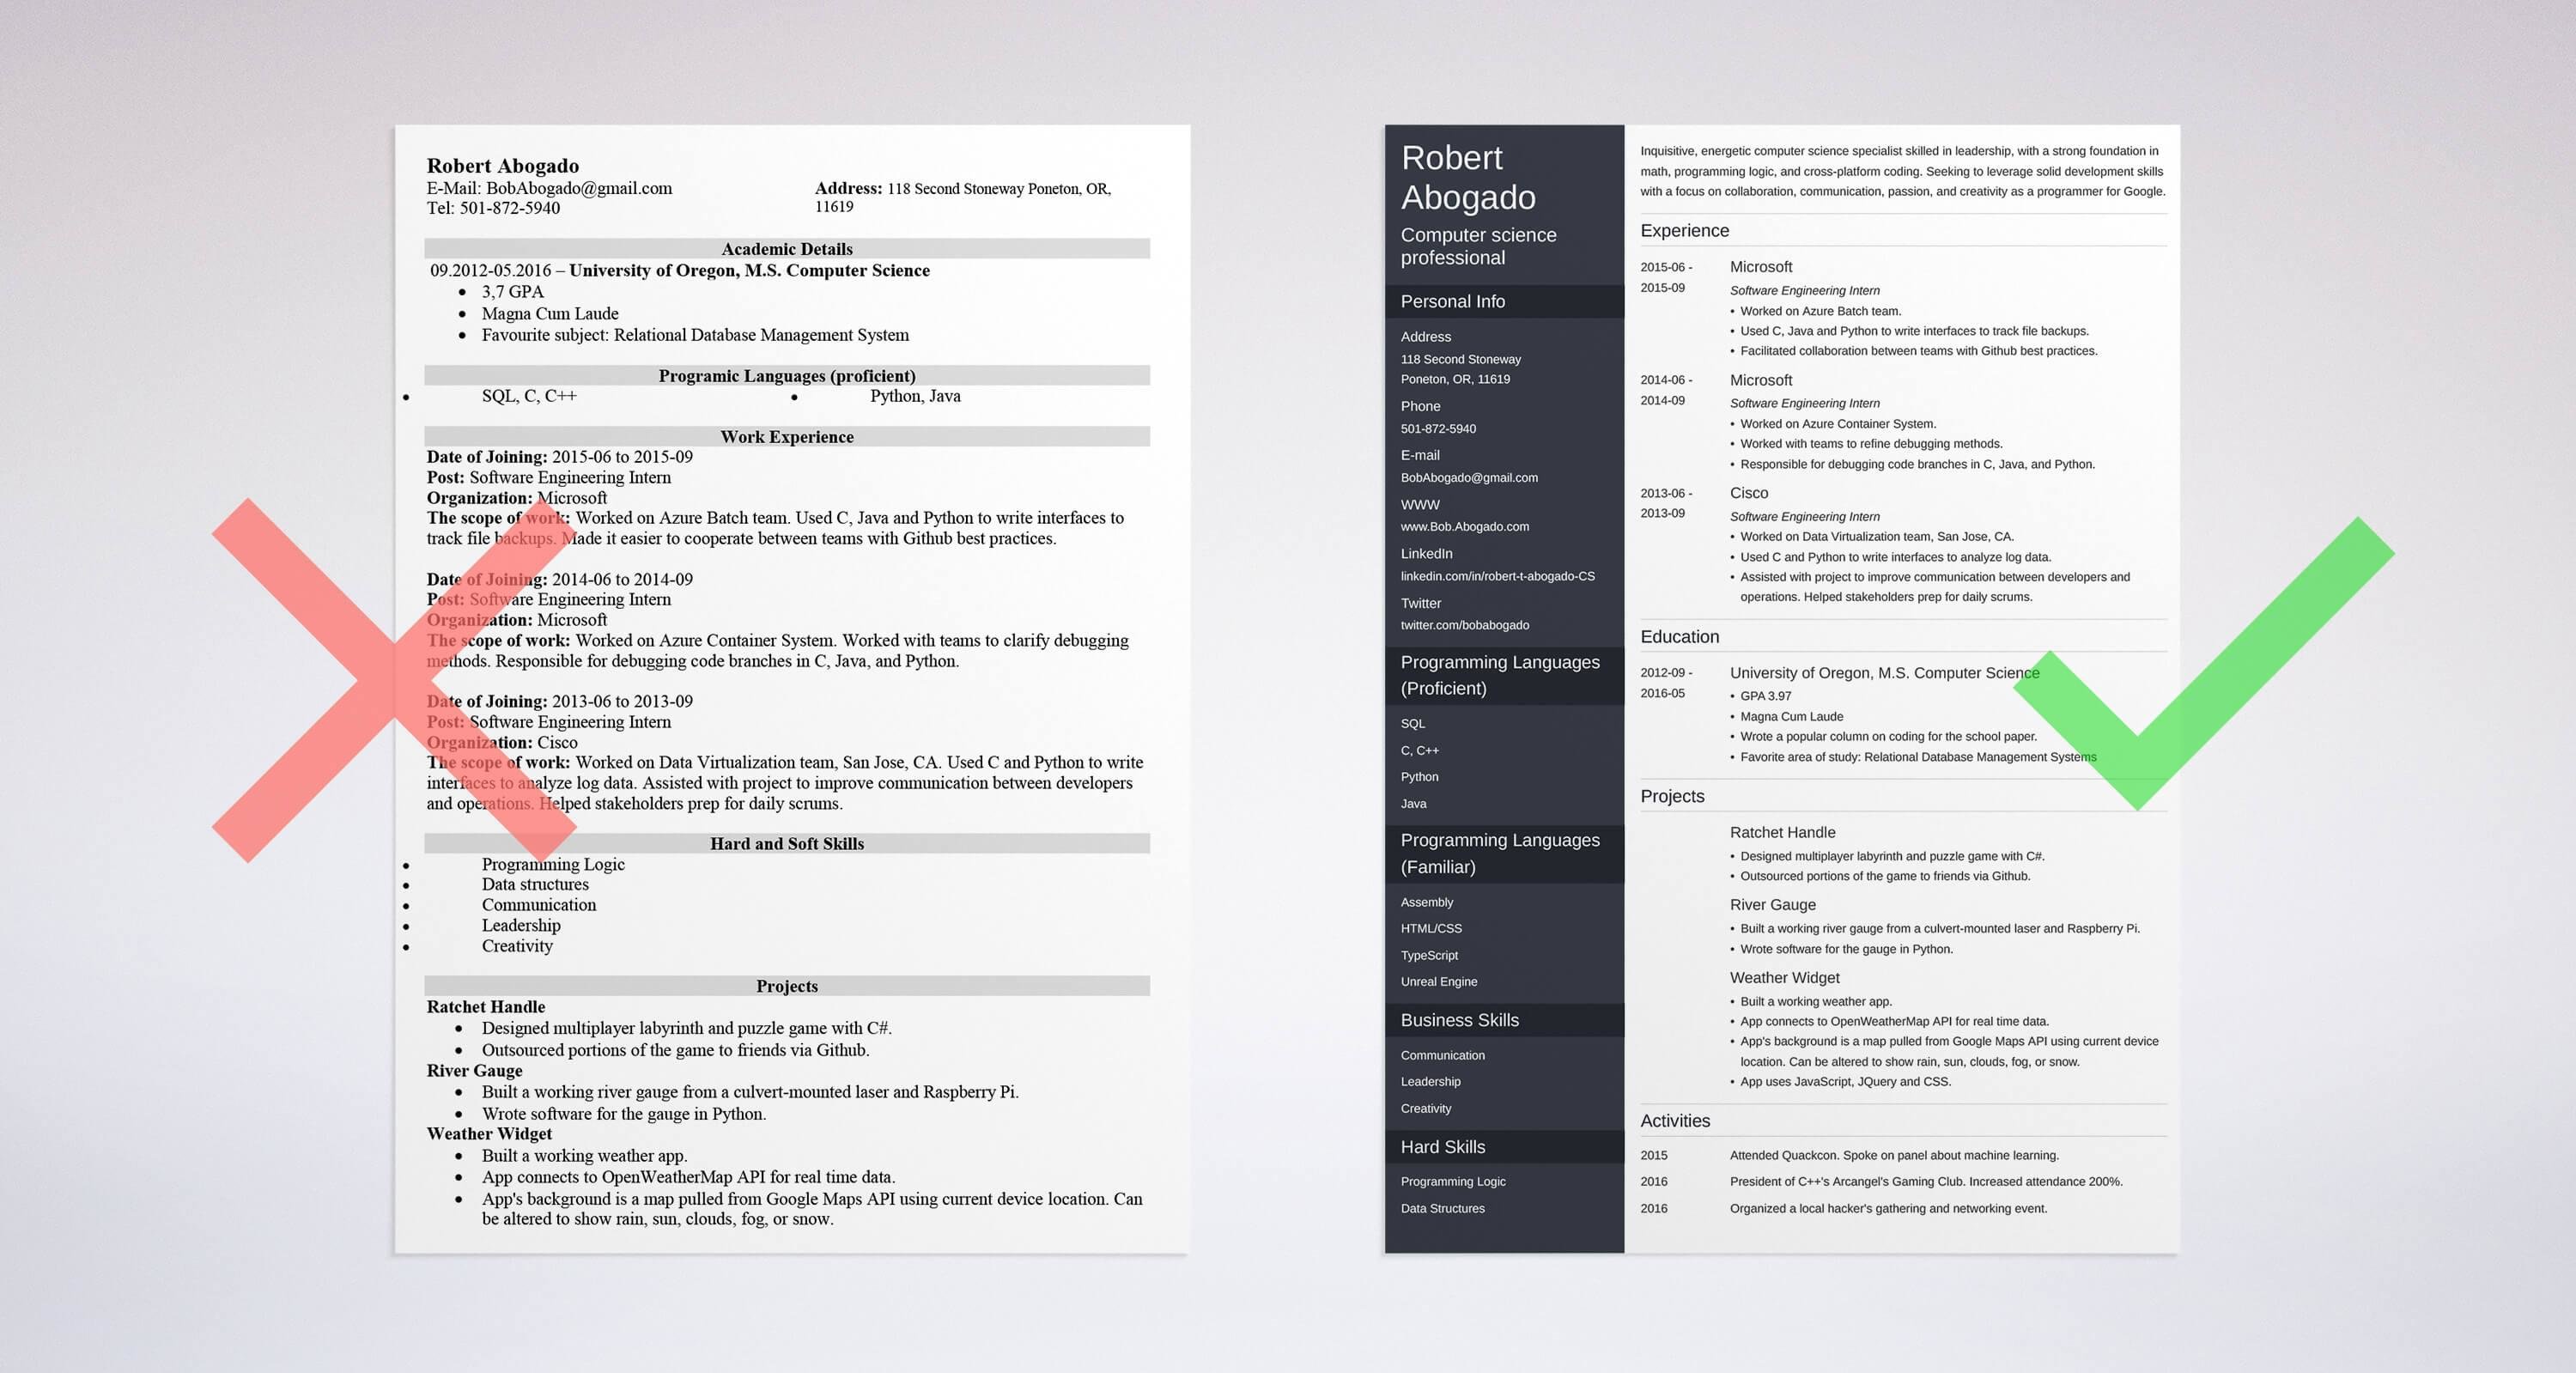 Robert Abogado
E-Mail: BobAbogado@gmail.com
Tel: 501-872-5940
Address: 118 Second Stoneway Poneton, OR,
11619
Academic Details
09.2012-05.2016 – University of Oregon, M.S. Computer Science
• 3,7 GPA
• Magna Cum Laude
• Favourite subject: Relational Database Management System
Programic Languages (proficient)
• SQL, C, C++ • Python, Java
Work Experience
Date of Joining: 2015-06 to 2015-09
Post: Software Engineering Intern
Organization: Microsoft
The scope of work: Worked on Azure Batch team. Used C, Java and Python to write interfaces to
track file backups. Made it easier to cooperate between teams with Github best practices.
Date of Joining: 2014-06 to 2014-09
Post: Software Engineering Intern
Organization: Microsoft
The scope of work: Worked on Azure Container System. Worked with teams to clarify debugging
methods. Responsible for debugging code branches in C, Java, and Python.
Date of Joining: 2013-06 to 2013-09
Post: Software Engineering Intern
Organization: Cisco
The scope of work: Worked on Data Virtualization team, San Jose, CA. Used C and Python to write
interfaces to analyze log data. Assisted with project to improve communication between developers
and operations. Helped stakeholders prep for daily scrums.
Hard and Soft Skills
• Programming Logic
• Data structures
• Communication
• Leadership
• Creativity
Projects
Ratchet Handle
• Designed multiplayer labyrinth and puzzle game with C#.
• Outsourced portions of the game to friends via Github.
River Gauge
• Built a working river gauge from a culvert-mounted laser and Raspberry Pi.
• Wrote software for the gauge in Python.
Weather Widget
• Built a working weather app.
• App connects to OpenWeatherMap API for real time data.
• App's background is a map pulled from Google Maps API using current device location. Can
be altered to show rain, sun, clouds, fog, or snow.
Robert
Abogado
Computer science
professional
Personal Info
Address
118 Second Stoneway
Poneton, OR, 11619
Phone
501-872-5940
E-mail
BobAbogado@gmail.com
WWW
www.Bob.Abogado.com
LinkedIn
linkedin.com/in/robert-t-abogado-CS
Twitter
twitter.com/bobabogado
Programming Languages
(Proficient)
SQL
C, C++
Python
Java
Programming Languages
(Familiar)
Assembly
HTML/CSS
TypeScript
Unreal Engine
Business Skills
Communication
Leadership
Creativity
Hard Skills
Programming Logic
Data Structures
Inquisitive, energetic computer science specialist skilled in leadership, with a strong foundation in
math, programming logic, and cross-platform coding. Seeking to leverage solid development skills
with a focus on collaboration, communication, passion, and creativity as a programmer for Google.
Experience
2015-06 - Microsoft
2015-09
Software Engineering Intern
• Worked on Azure Batch team.
• Used C, Java and Python to write interfaces to track file backups.
• Facilitated collaboration between teams with Github best practices.
2014-06 - Microsoft
2014-09
Software Engineering Intern
• Worked on Azure Container System.
• Worked with teams to refine debugging methods.
• Responsible for debugging code branches in C, Java, and Python.
2013-06 - Cisco
2013-09
Software Engineering Intern
• Worked on Data Virtualization team, San Jose, CA.
• Used C and Python to write interfaces to analyze log data.
• Assisted with project to improve communication between developers and
operations. Helped stakeholders prep for daily scrums.
Education
2012-09 - University of Oregon, M.S. Computer Science
2016-05
• GPA 3.97
• Magna Cum Laude
• Wrote a popular column on coding for the school paper.
• Favorite area of study: Relational Database Management Systems
Projects
Ratchet Handle
• Designed multiplayer labyrinth and puzzle game with C#.
• Outsourced portions of the game to friends via Github.
River Gauge
• Built a working river gauge from a culvert-mounted laser and Raspberry Pi.
• Wrote software for the gauge in Python.
Weather Widget
• Built a working weather app.
• App connects to OpenWeatherMap API for real time data.
• App's background is a map pulled from Google Maps API using current device
location. Can be altered to show rain, sun, clouds, fog, or snow.
• App uses JavaScript, JQuery and CSS.
Activities
2015 Attended Quackcon. Spoke on panel about machine learning.
2016 President of C++'s Arcangel's Gaming Club. Increased attendance 200%.
2016 Organized a local hacker's gathering and networking event.